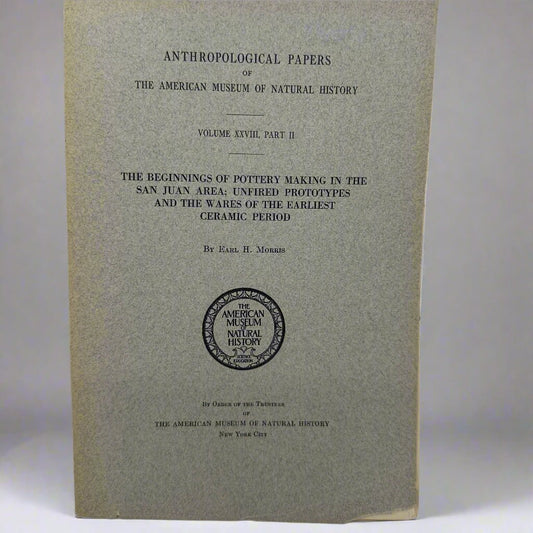 ANTHROPOLOGICAL PAPERS
OF
THE AMERICAN MUSEUM OF NATURAL HISTORY
VOLUME XXVIII, PART II
THE BEGINNINGS OF POTTERY MAKING IN THE
SAN JUAN AREA; UNFIRED PROTOTYPES
AND THE WARES OF THE EARLIEST
CERAMIC PERIOD
BY EARL H. MORRIS
THE
AMERICAN
MUSEUM
OF
NATURAL
HISTORY
SCIENCE
EDUCATION
BY ORDER OF THE TRUSTEES
OF
THE AMERICAN MUSEUM OF NATURAL HISTORY
NEW YORK CITY